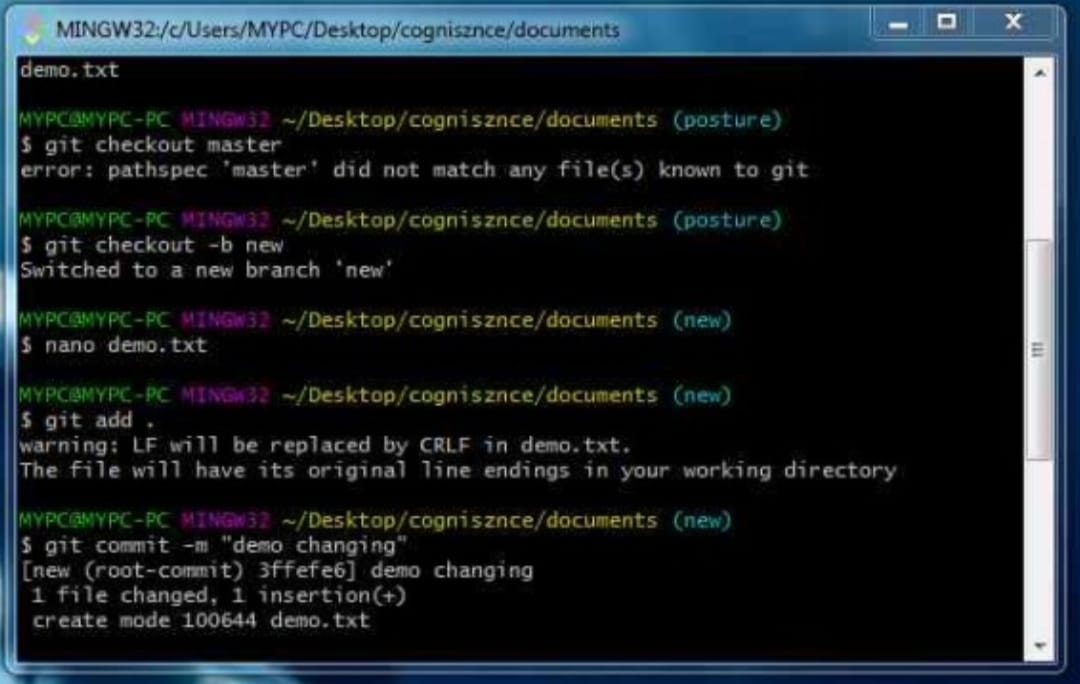 MINGW32:/c/Users/MYPC/Desktop/cognisznce/documents
demo.txt
MYPC@MYPC-PC MINGW32 ~/Desktop/cognisznce/documents (posture)
$ git checkout master
error: pathspec 'master' did not match any file(s) known to git
MYPC@MYPC-PC MINGW32 ~/Desktop/cognisznce/documents (posture)
$ git checkout -b new
Switched to a new branch 'new'
MYPC@MYPC-PC MINGW32 ~/Desktop/cognisznce/documents (new)
$ nano demo.txt
MYPC@MYPC-PC MINGW32 ~/Desktop/cognisznce/documents (new)
$ git add .
warning: LF will be replaced by CRLF in demo.txt.
The file will have its original line endings in your working directory
MYPC@MYPC-PC MINGW32 ~/Desktop/cognisznce/documents (new)
$ git commit -m "demo changing"
[new (root-commit) 3ffefe6] demo changing
1 file changed, 1 insertion(+)
create mode 100644 demo.txt